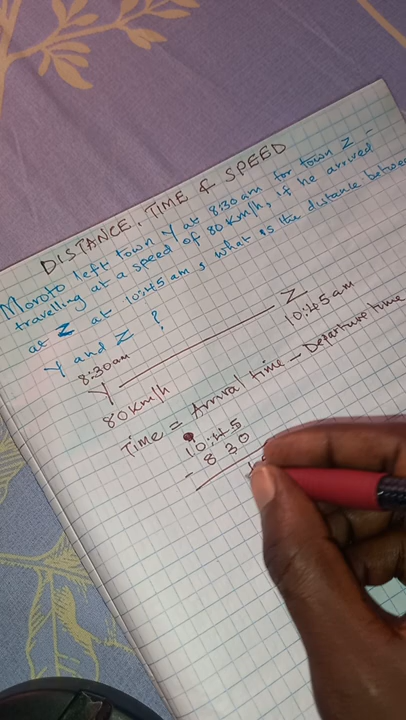 DISTANCE, TIME & SPEED
Moroto left town Y at 8:30am for town Z -
travelling at a speed of 80 Km/h, if he arrived
at Z at 10:45 am, what is the distance between
Y and Z ?
8:30am
Y Z
80Km/h 10:45 am
Time = Arrival time - Departure time
10:45
- 8 30